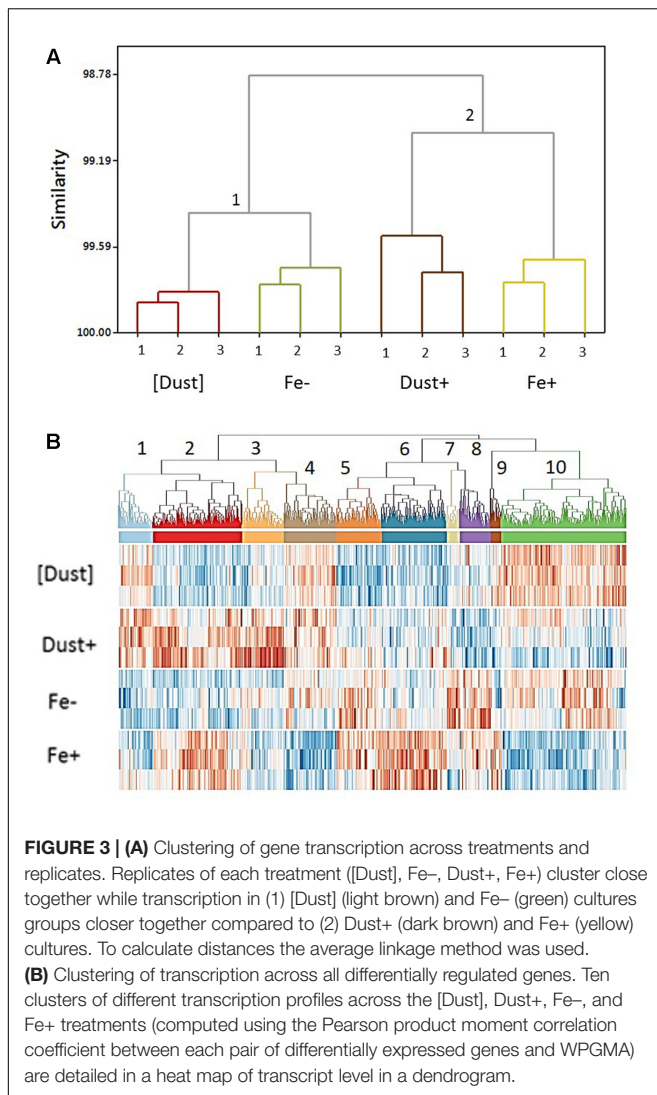 A
98.78
2
99.19
Similarity
1
99.59
100.00
1 2 3 1 2 3 1 2 3 1 2 3
[Dust] Fe- Dust+ Fe+
B
1 2 3 4 5 6 7 8 9 10
[Dust]
Dust+
Fe-
Fe+
FIGURE 3 | (A) Clustering of gene transcription across treatments and
replicates. Replicates of each treatment ([Dust], Fe–, Dust+, Fe+) cluster close
together while transcription in (1) [Dust] (light brown) and Fe– (green) cultures
groups closer together compared to (2) Dust+ (dark brown) and Fe+ (yellow)
cultures. To calculate distances the average linkage method was used.
(B) Clustering of transcription across all differentially regulated genes. Ten
clusters of different transcription profiles across the [Dust], Dust+, Fe–, and
Fe+ treatments (computed using the Pearson product moment correlation
coefficient between each pair of differentially expressed genes and WPGMA)
are detailed in a heat map of transcript level in a dendrogram.